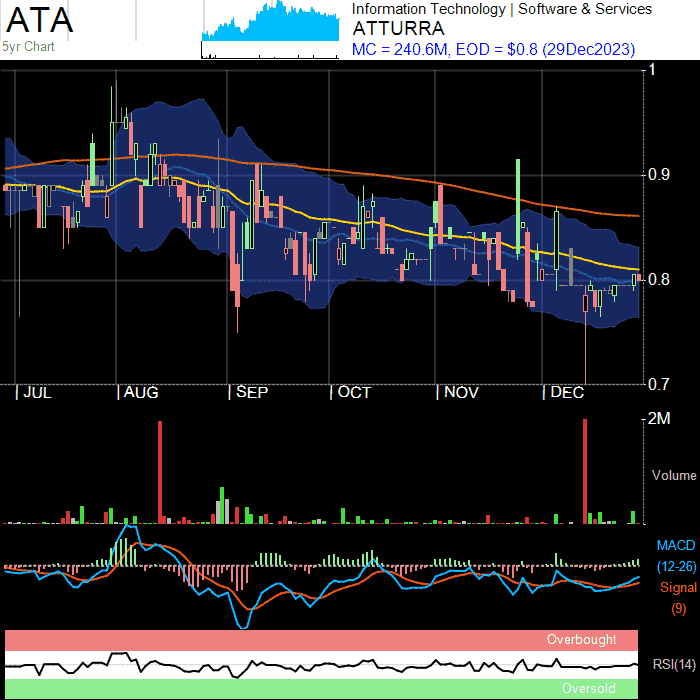 ATA
5yr Chart
Information Technology | Software & Services
ATTURRA
MC = 240.6M, EOD = $0.8 (29Dec2023)
1
0.9
0.8
0.7
| JUL | AUG | SEP | OCT | NOV | DEC
2M
Volume
MACD
(12-26)
Signal
(9)
Overbought
RSI(14)
Oversold